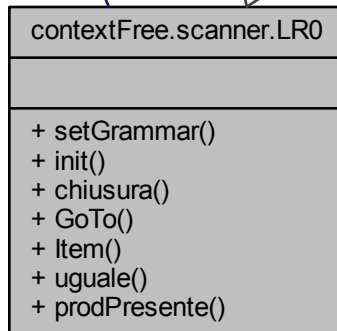 contextFree.scanner.LR0
+ setGrammar()
+ init()
+ chiusura()
+ GoTo()
+ Item()
+ uguale()
+ prodPresente()